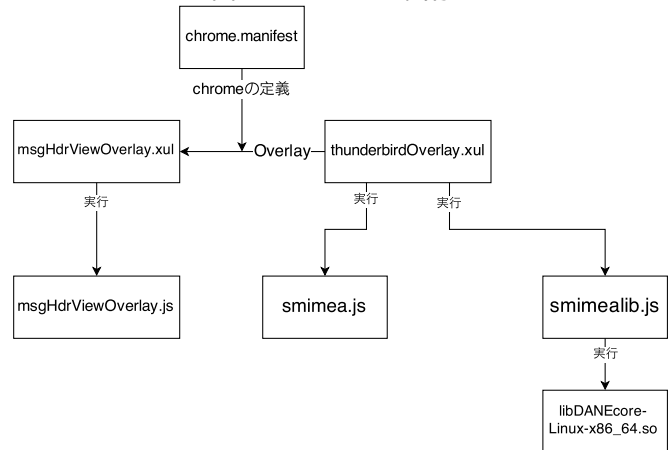 chrome.manifest
chromeの定義
msgHdrViewOverlay.xul
Overlay
thunderbirdOverlay.xul
実行
実行
実行
msgHdrViewOverlay.js
smimea.js
smimealib.js
実行
libDANEcore-
Linux-x86_64.so